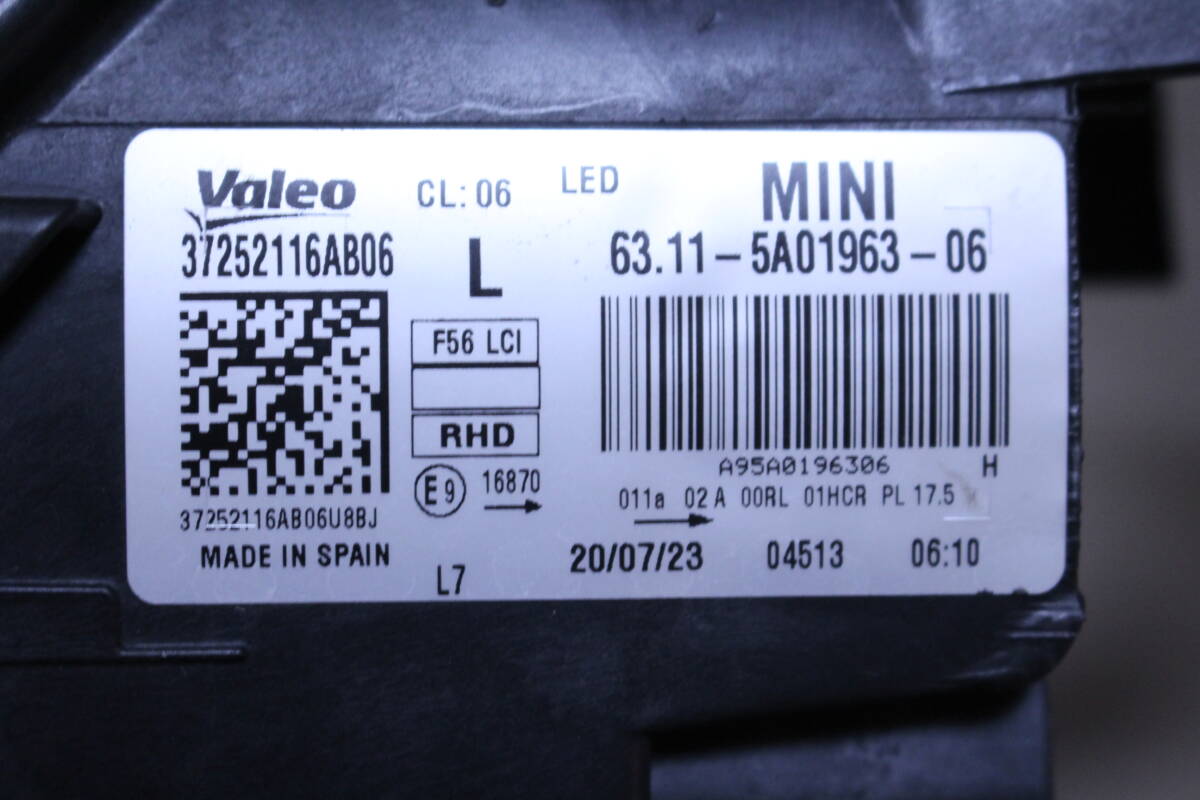 Valeo CL: 06 LED MINI
37252116AB06 L 63.11-5A01963-06
F56 LCI
RHD
A95A0196306 H
E9 16870
011a 02A 00RL 01HCR PL 17.5
37252116AB06U8BJ
MADE IN SPAIN L7 20/07/23 04513 06:10